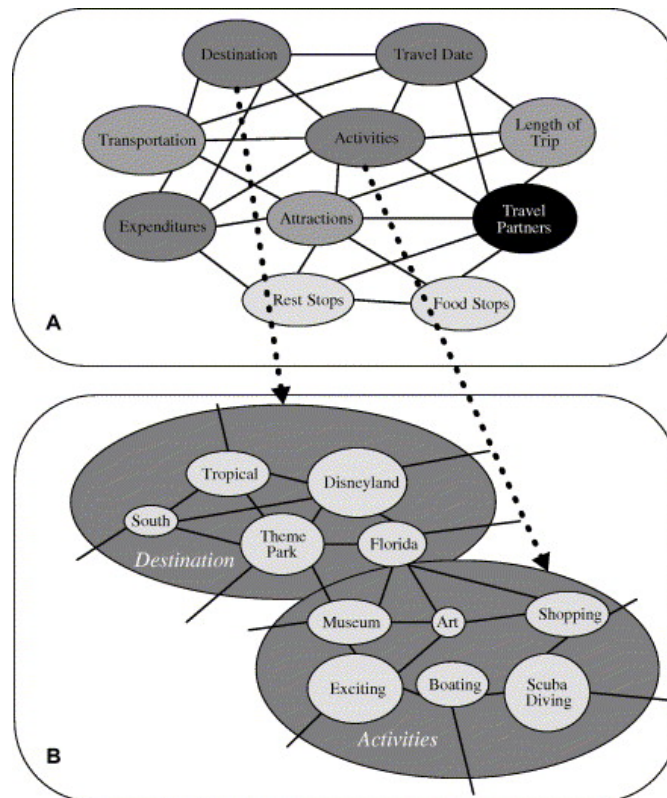 Destination
Travel Date
Transportation
Activities
Length of
Trip
Expenditures
Attractions
Travel
Partners
Rest Stops
Food Stops
A
Tropical
Disneyland
South
Theme
Park
Florida
Destination
Museum
Art
Shopping
Exciting
Boating
Scuba
Diving
Activities
B